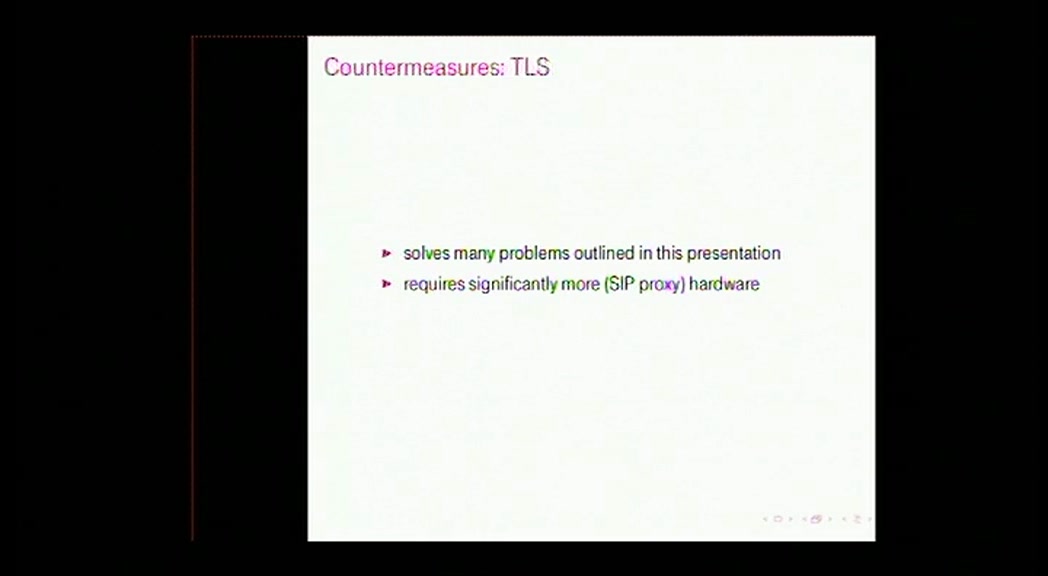 Countermeasures: TLS
solves many problems outlined in this presentation
requires significantly more (SIP proxy) hardware